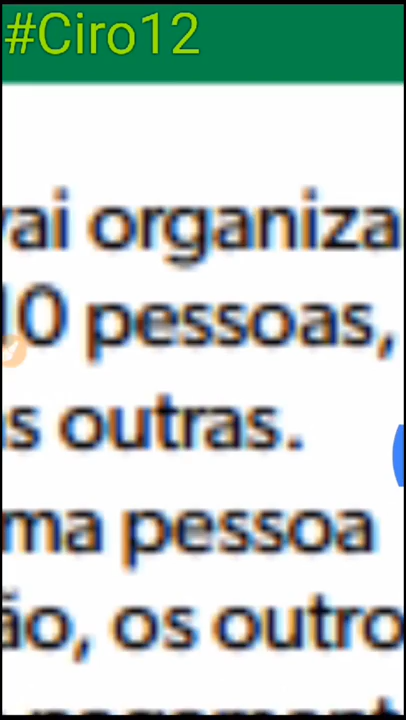 #Ciro12
vai organiza
10 pessoas,
s outras.
ma pessoa
ão, os outro